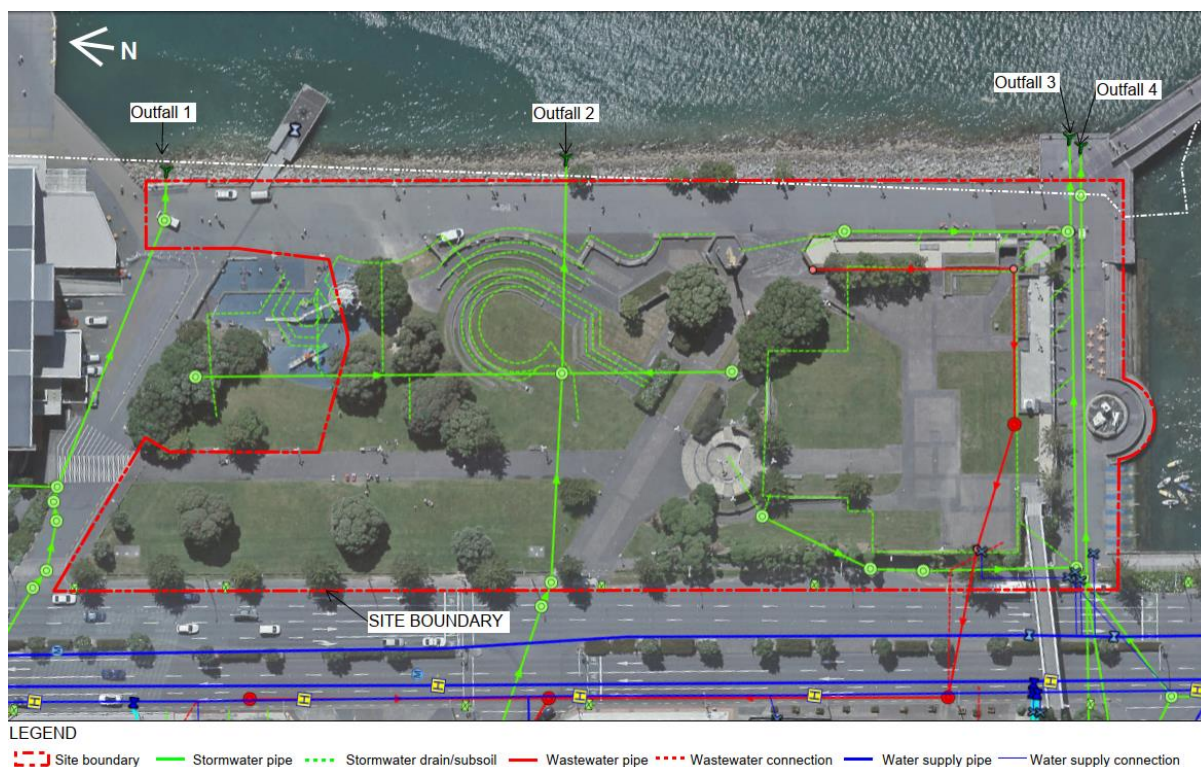 N
Outfall 1
Outfall 2
Outfall 3
Outfall 4
SITE BOUNDARY
H
H
H
H
H
LEGEND
Site boundary Stormwater pipe Stormwater drain/subsoil Wastewater pipe Wastewater connection Water supply pipe Water supply connection